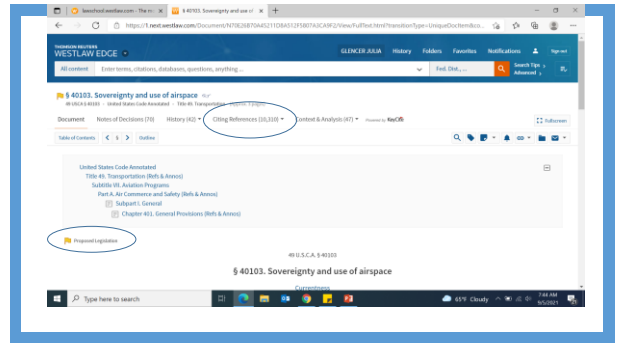 lawschool.westlaw.com - The ro
§ 40103. Sovereignty and use of
https://1.next.westlaw.com/Document/NT0E26B70A45211D8A512F5B07A3CA9F2/View/FullText.html?transitionType=UniqueDocItem&co...
THOMSON REUTERS
WESTLAW EDGE
GLENCER JULIA History Folders Favorites Notifications Sign out
All content Enter terms, citations, databases, questions, anything ... Fed. Dist., ... Search Tips Advanced
§ 40103. Sovereignty and use of airspace
49 USCA § 40103 United States Code Annotated Title 49. Transportation
Document Notes of Decisions (70) History (42) Citing References (10,310) Context & Analysis (47) Powered by KeyCite
Fullscreen
Table of Contents § Outline
United States Code Annotated
Title 49. Transportation (Refs & Annos)
Subtitle VII. Aviation Programs
Part A. Air Commerce and Safety (Refs & Annos)
Subpart I. General
Chapter 401. General Provisions (Refs & Annos)
Proposed Legislation
49 U.S.C.A. § 40103
§ 40103. Sovereignty and use of airspace
Currentness
Type here to search
65°F Cloudy
7:44 AM
9/5/2021